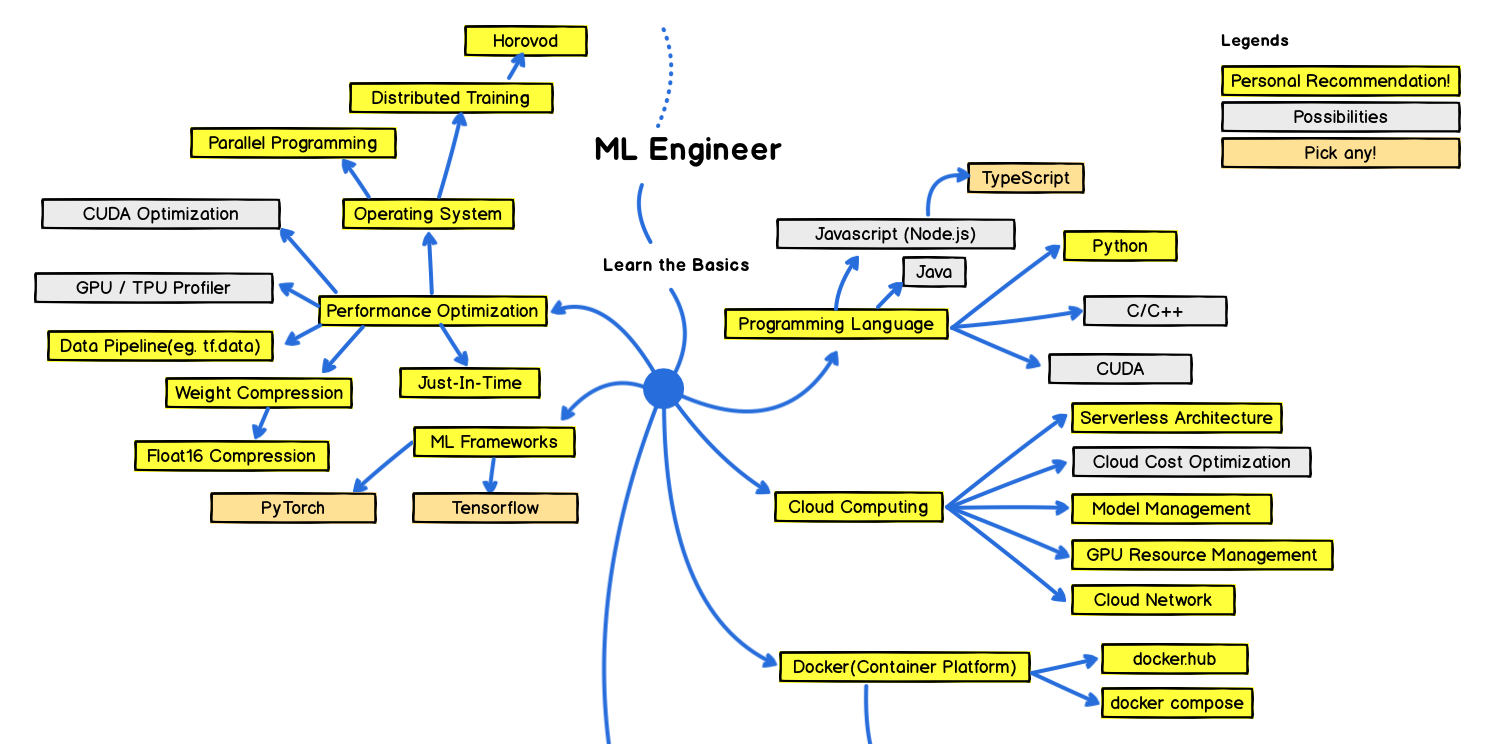 Horovod
Legends
Personal Recommendation!
Distributed Training
Possibilities
Parallel Programming
ML Engineer
Pick any!
TypeScript
CUDA Optimization
Operating System
Javascript (Node.js)
Python
Learn the Basics
Java
GPU / TPU Profiler
Performance Optimization
C/C++
Programming Language
Data Pipeline(eg. tf.data)
CUDA
Just-In-Time
Weight Compression
Serverless Architecture
ML Frameworks
Float16 Compression
Cloud Cost Optimization
PyTorch
Tensorflow
Cloud Computing
Model Management
GPU Resource Management
Cloud Network
docker.hub
Docker(Container Platform)
docker compose